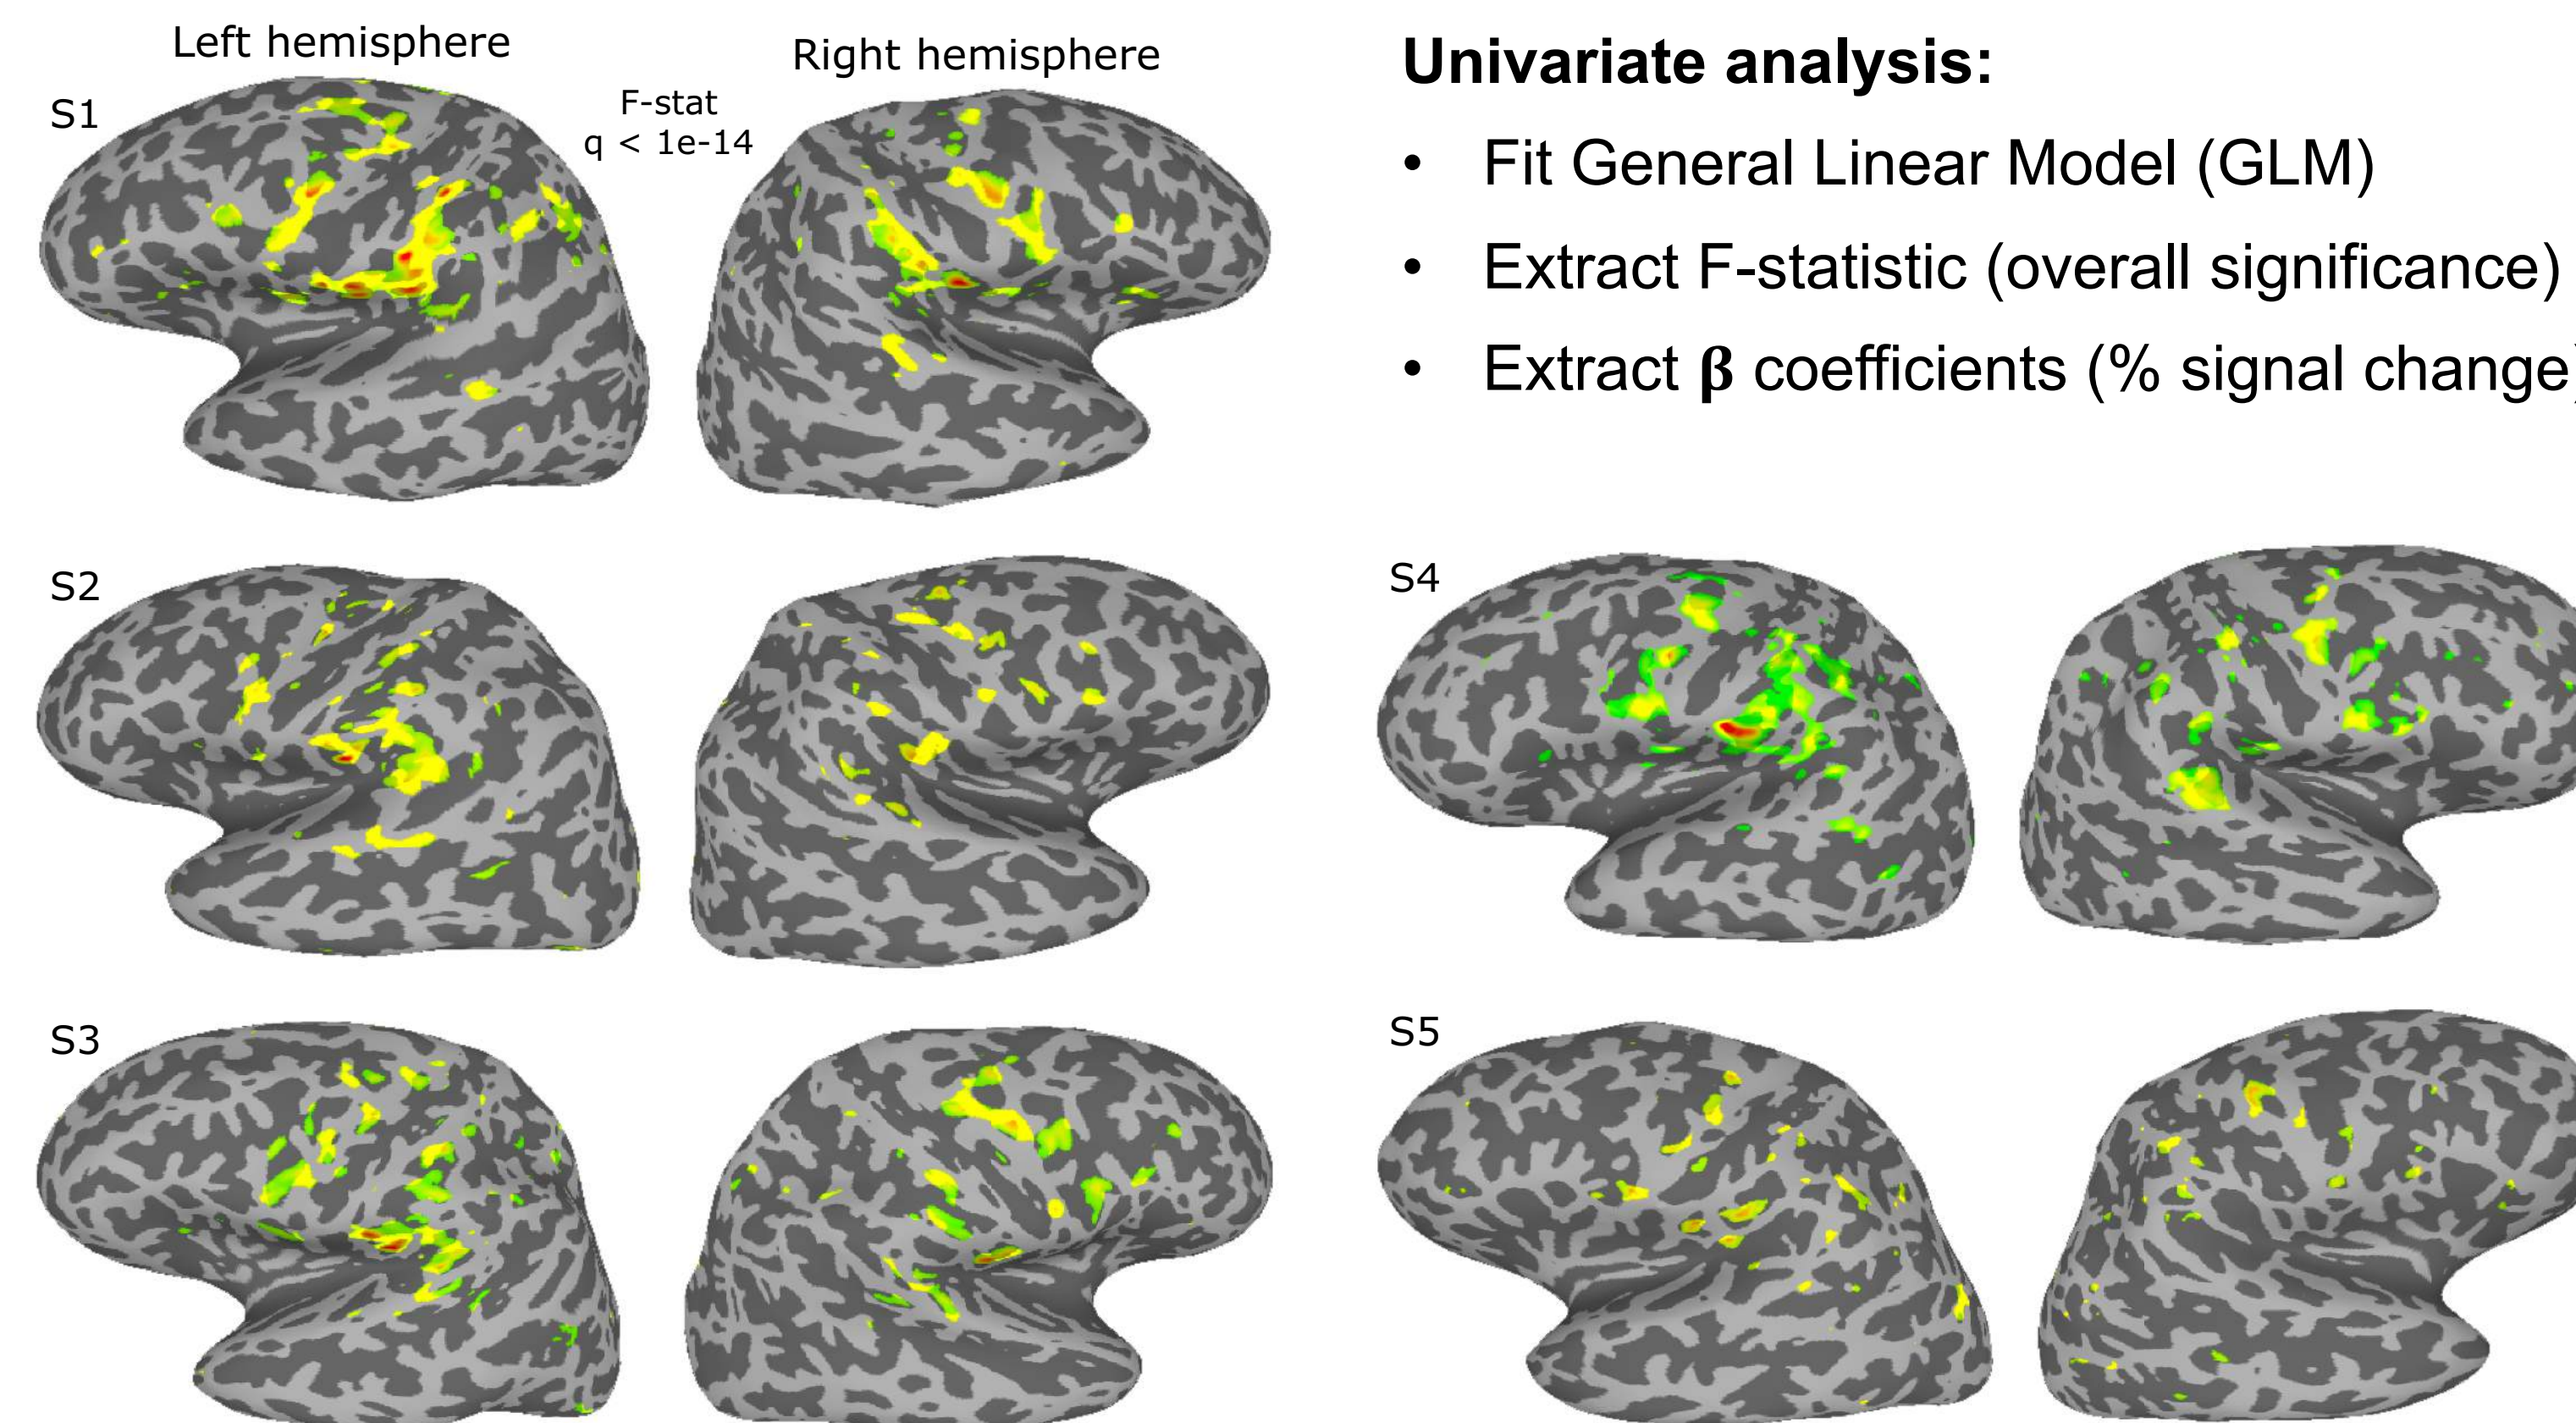 Left hemisphere
Right hemisphere
S1
F-stat
q < 1e-14
Univariate analysis:
• Fit General Linear Model (GLM)
• Extract F-statistic (overall significance)
• Extract β coefficients (% signal change)
S2
S4
S3
S5